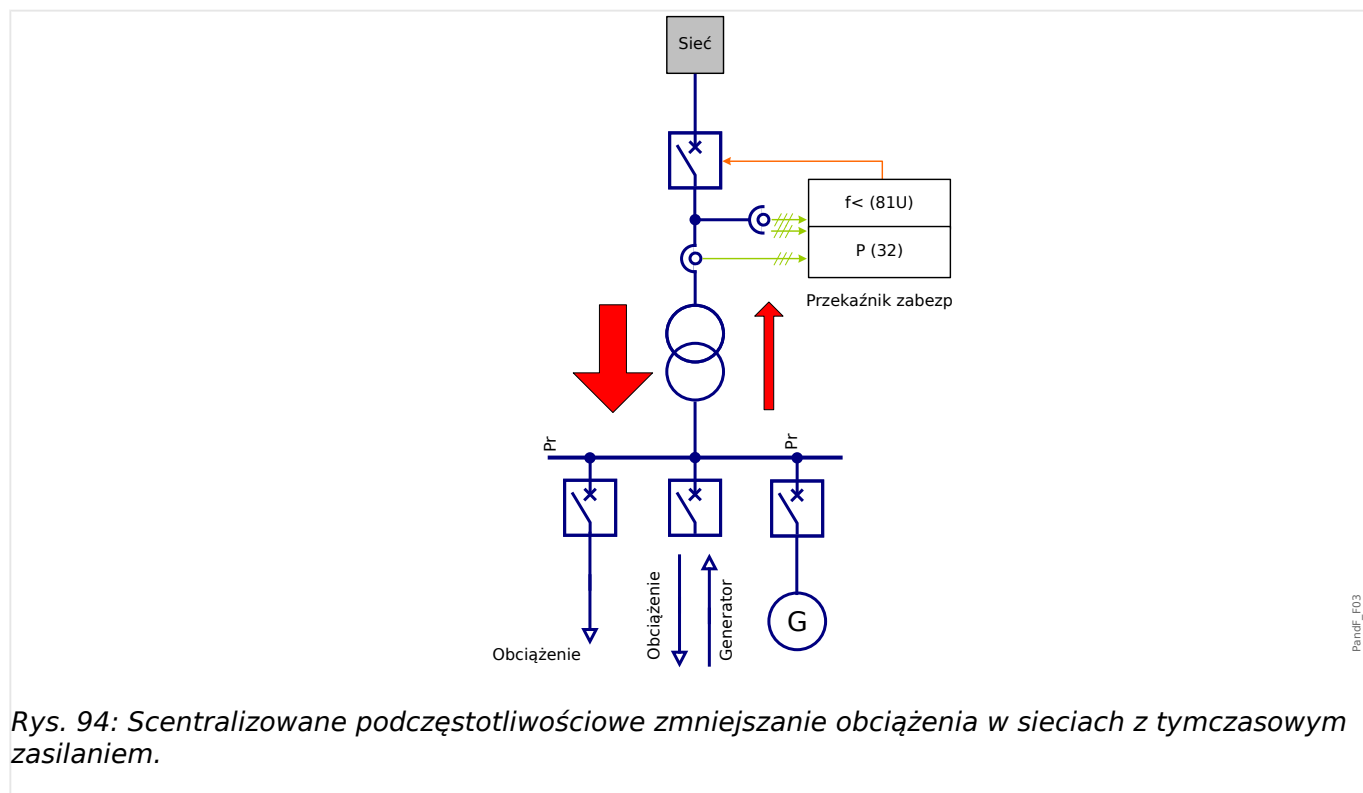 Sieć
f< (81U)
P (32)
Przekaźnik zabezp
Pr
Pr
Obciążenie
Obciążenie
Generator
G
PandF_F03
Rys. 94: Scentralizowane podczęstotliwościowe zmniejszanie obciążenia w sieciach z tymczasowym
zasilaniem.